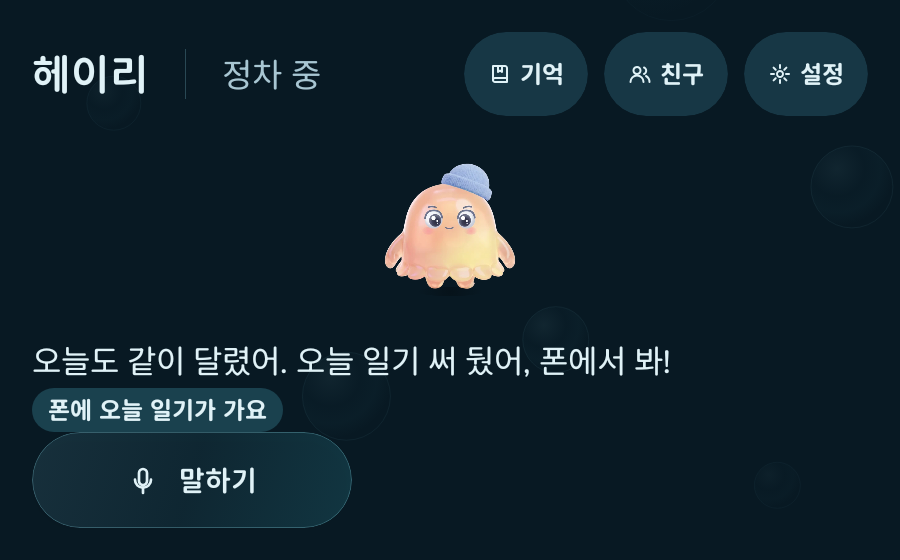 헤이리
정차 중
기억
친구
설정
오늘도 같이 달렸어. 오늘 일기 써 뒀어, 폰에서 봐!
폰에 오늘 일기가 가요
말하기